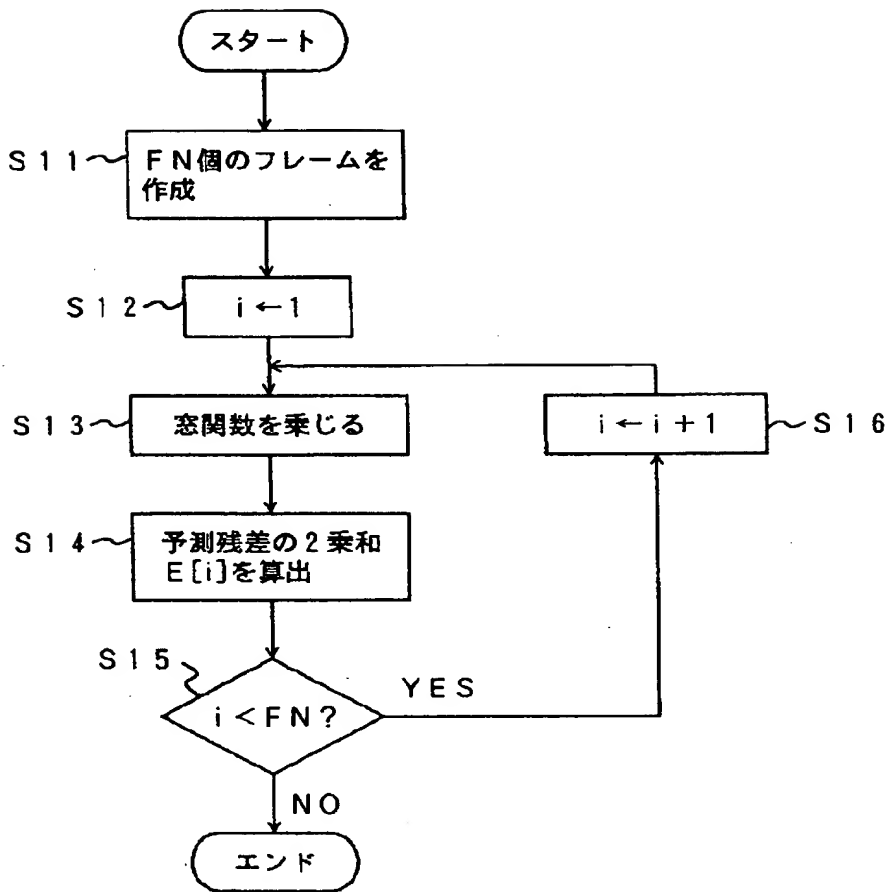 スタート
S11
FN個のフレームを
作成
S12
i←1
S13
窓関数を乗じる
i←i+1
S16
S14
予測残差の2乗和
E[i]を算出
S15
i<FN?
YES
NO
エンド